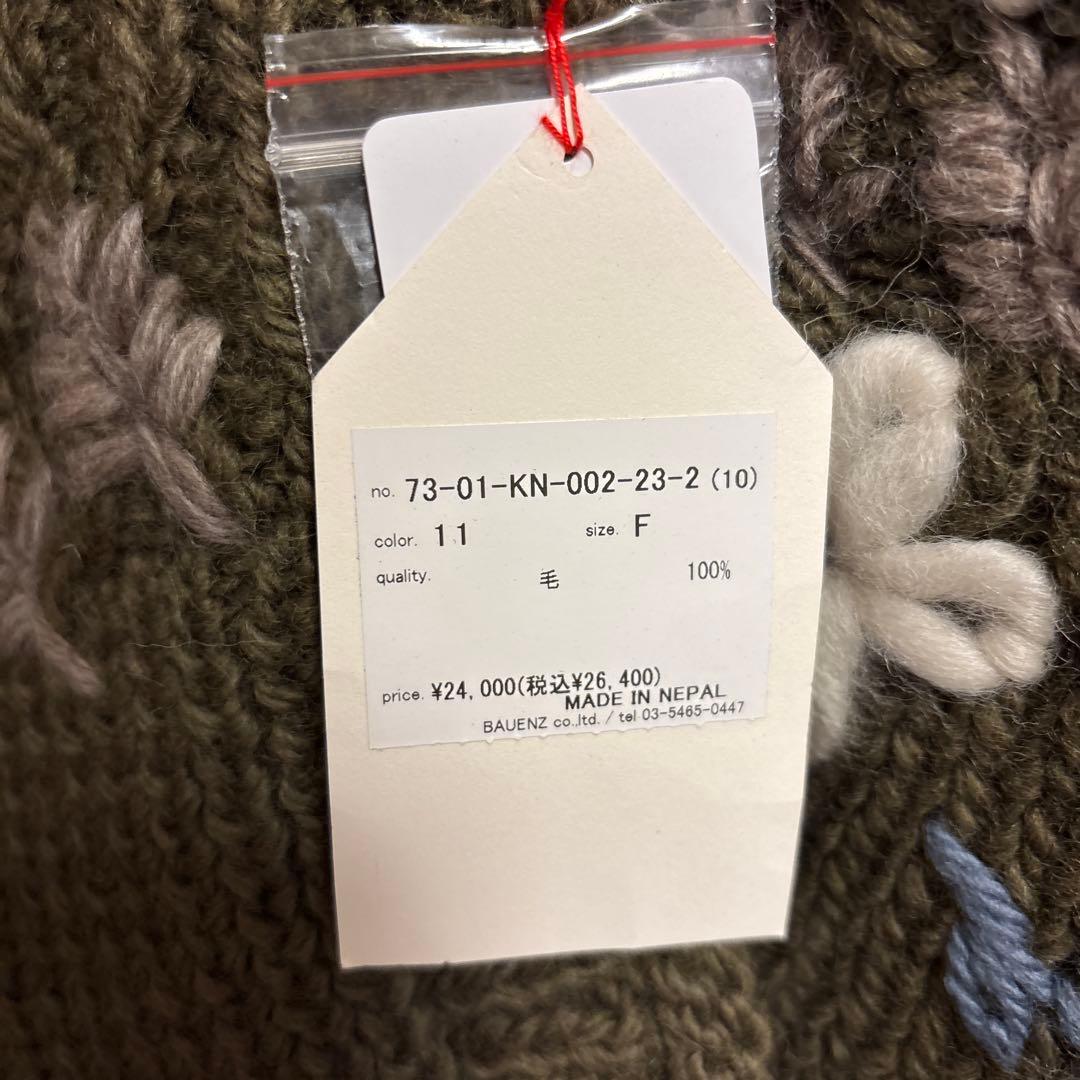 no. 73-01-KN-002-23-2 (10)
color. 11 size. F
quality. 毛 100%
price. ¥24,000(税込¥26,400)
MADE IN NEPAL
BAUENZ co.,ltd. / tel 03-5465-0447